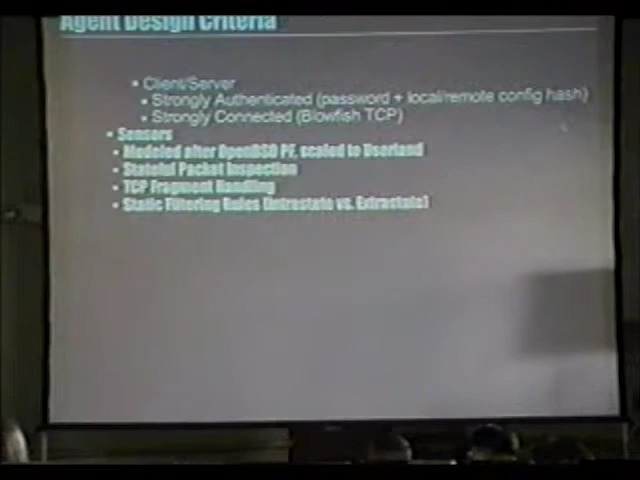 Agent Design Criteria
• Client/Server
• Strongly Authenticated (password + local/remote config hash)
• Strongly Connected (Blowfish TCP)
• Sensors
• Modeled after OpenBSD PF, scaled to Userland
• Stateful Packet Inspection
• TCP Fragment Handling
• Static Filtering Rules (Intrastate vs. Extrastate)